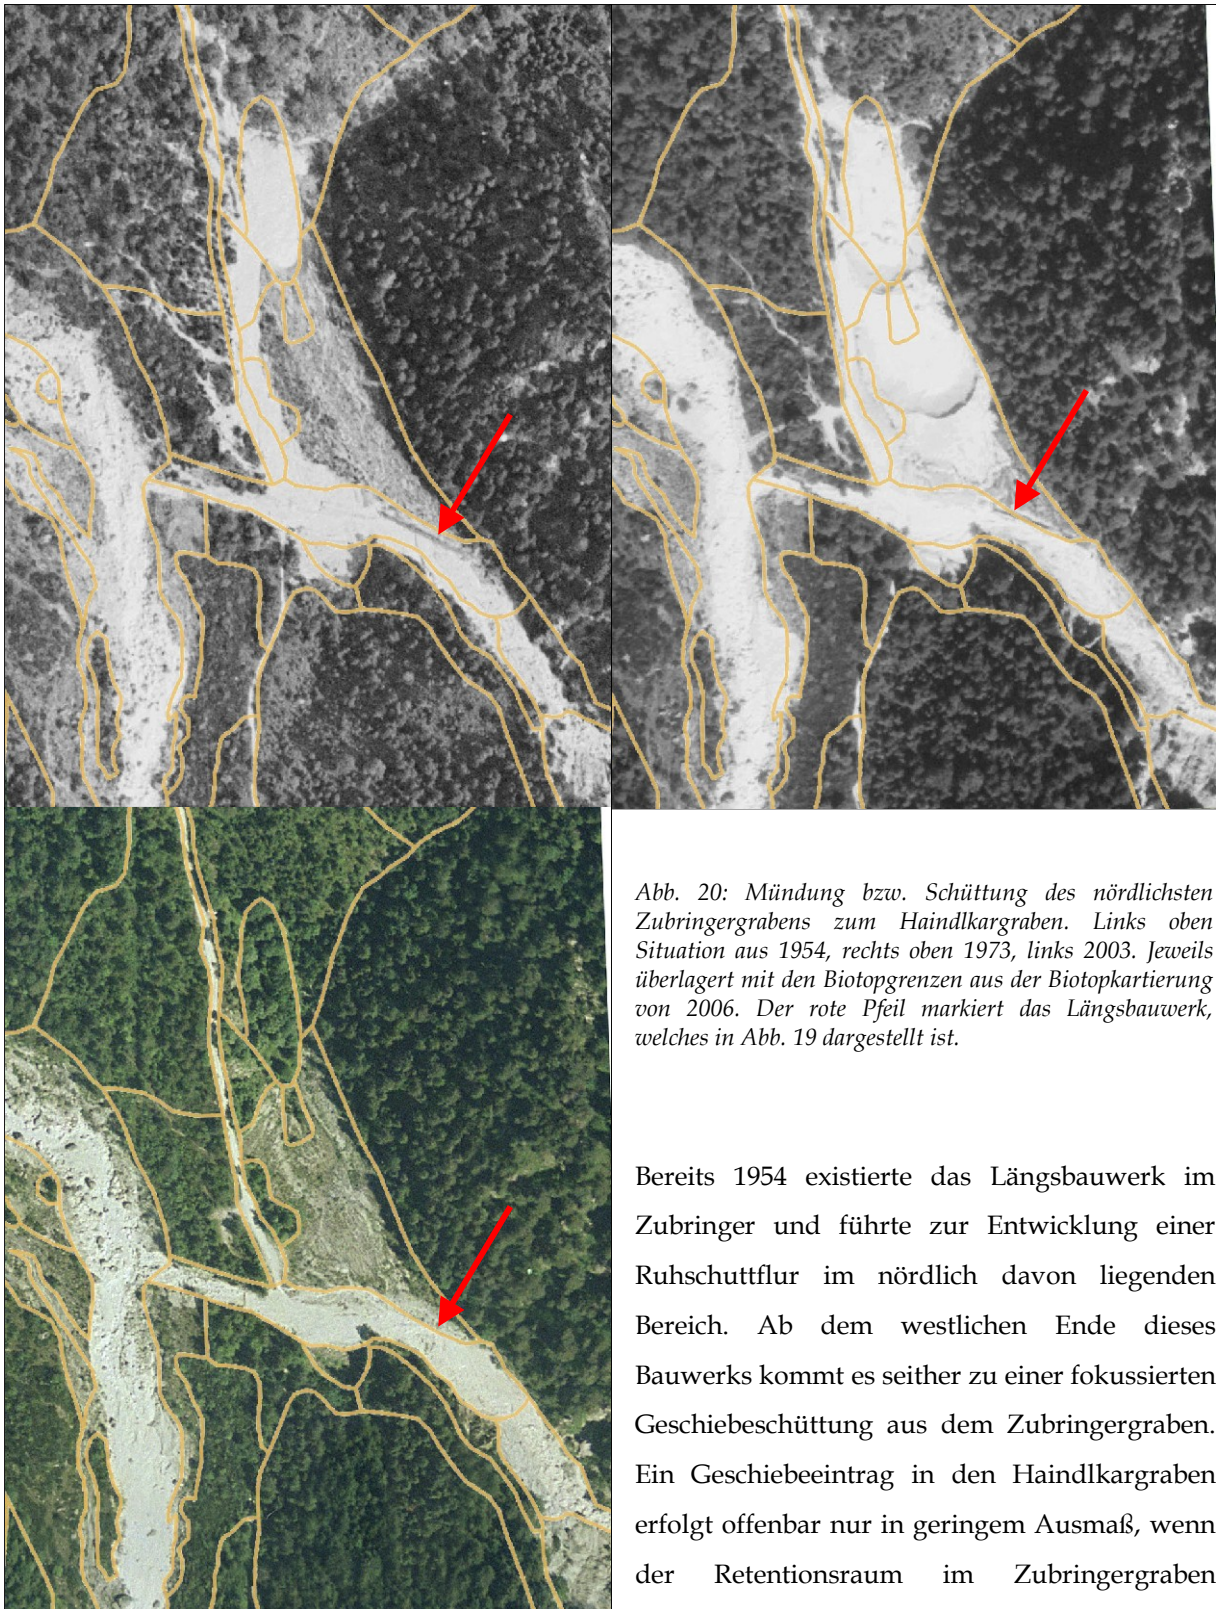 Abb. 20: Mündung bzw. Schüttung des nördlichsten
Zubringergrabens zum Haindlkargraben. Links oben
Situation aus 1954, rechts oben 1973, links 2003. Jeweils
überlagert mit den Biotopgrenzen aus der Biotopkartierung
von 2006. Der rote Pfeil markiert das Längsbauwerk,
welches in Abb. 19 dargestellt ist.
Bereits 1954 existierte das Längsbauwerk im
Zubringer und führte zur Entwicklung einer
Ruhschuttflur im nördlich davon liegenden
Bereich. Ab dem westlichen Ende dieses
Bauwerks kommt es seither zu einer fokussierten
Geschiebeschüttung aus dem Zubringergraben.
Ein Geschiebeeintrag in den Haindlkargraben
erfolgt offenbar nur in geringem Ausmaß, wenn
der Retentionsraum im Zubringergraben